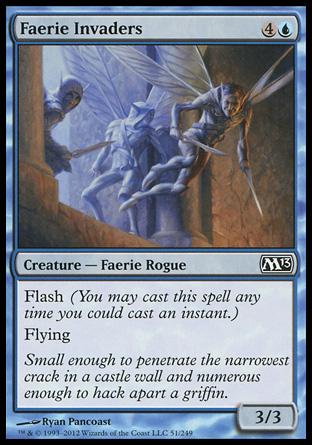 Faerie Invaders 4
Creature — Faerie Rogue M13
Flash (You may cast this spell any
time you could cast an instant.)
Flying
Small enough to penetrate the narrowest
crack in a castle wall and numerous
enough to hack apart a griffin.
3/3
Ryan Pancoast
™ & © 1993–2012 Wizards of the Coast LLC 51/249